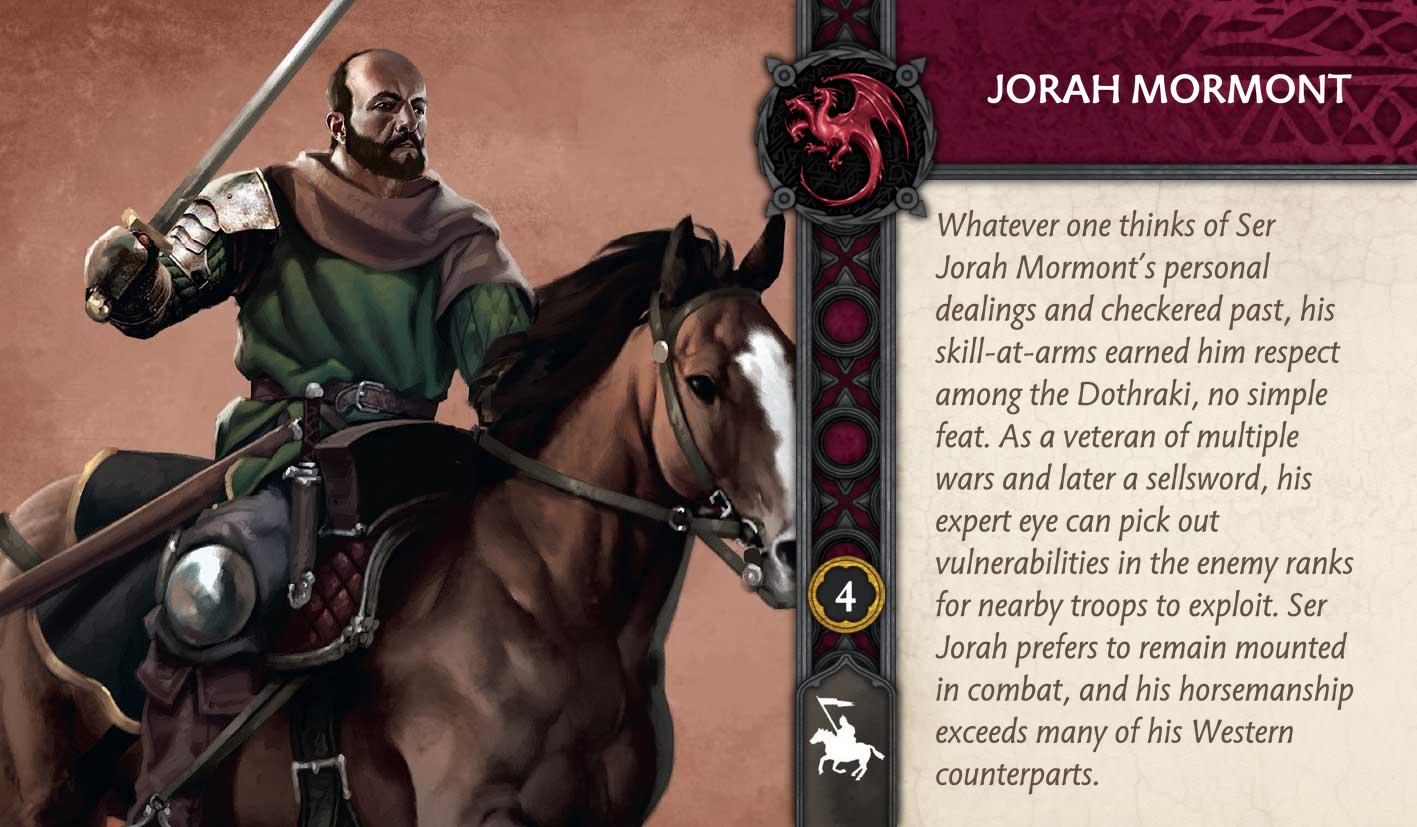 JORAH MORMONT
Whatever one thinks of Ser
Jorah Mormont's personal
dealings and checkered past, his
skill-at-arms earned him respect
among the Dothraki, no simple
feat. As a veteran of multiple
wars and later a sellsword, his
expert eye can pick out
vulnerabilities in the enemy ranks
for nearby troops to exploit. Ser
Jorah prefers to remain mounted
in combat, and his horsemanship
exceeds many of his Western
counterparts.
4